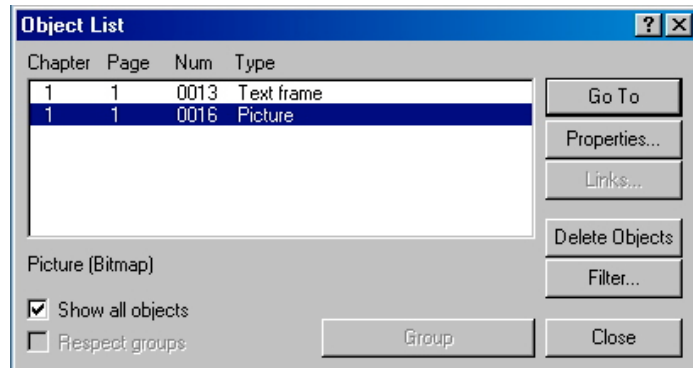 Object List
Chapter Page Num Type
1 1 0013 Text frame
1 1 0016 Picture
Go To
Properties...
Links...
Delete Objects
Filter...
Picture (Bitmap)
Show all objects
Respect groups
Group
Close